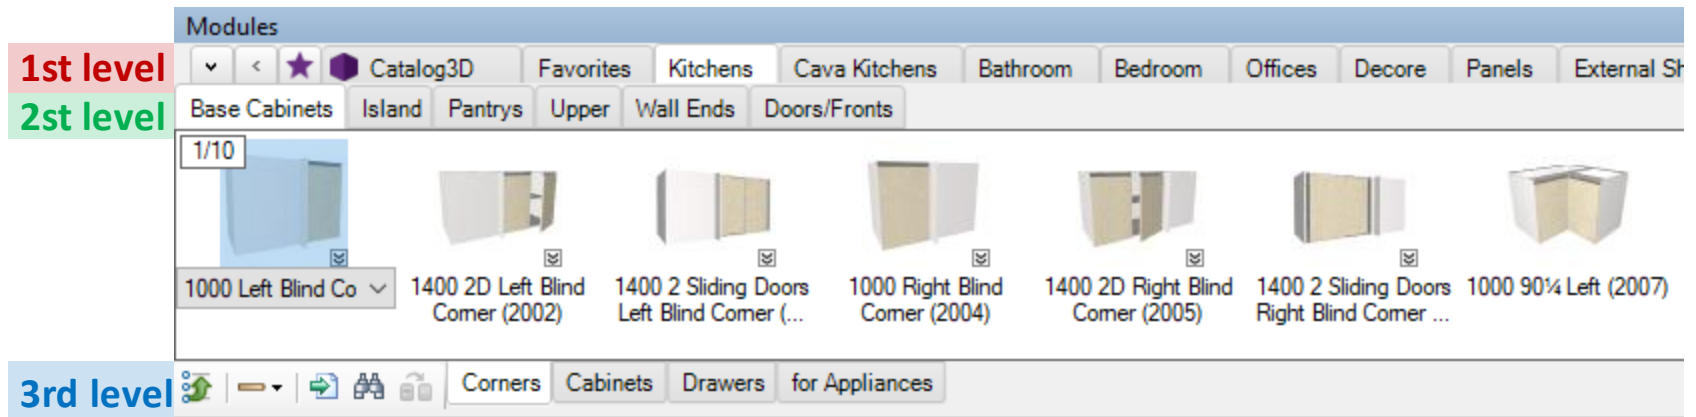 Modules
1st level Catalog3D Favorites Kitchens Cava Kitchens Bathroom Bedroom Offices Decore Panels External Sh
2st level Base Cabinets Island Pantrys Upper Wall Ends Doors/Fronts
1/10
1000 Left Blind Co 1400 2D Left Blind 1400 2 Sliding Doors 1000 Right Blind 1400 2D Right Blind 1400 2 Sliding Doors 1000 90¼ Left (2007)
Corner (2002) Left Blind Corner (... Corner (2004) Corner (2005) Right Blind Corner ...
3rd level Corners Cabinets Drawers for Appliances